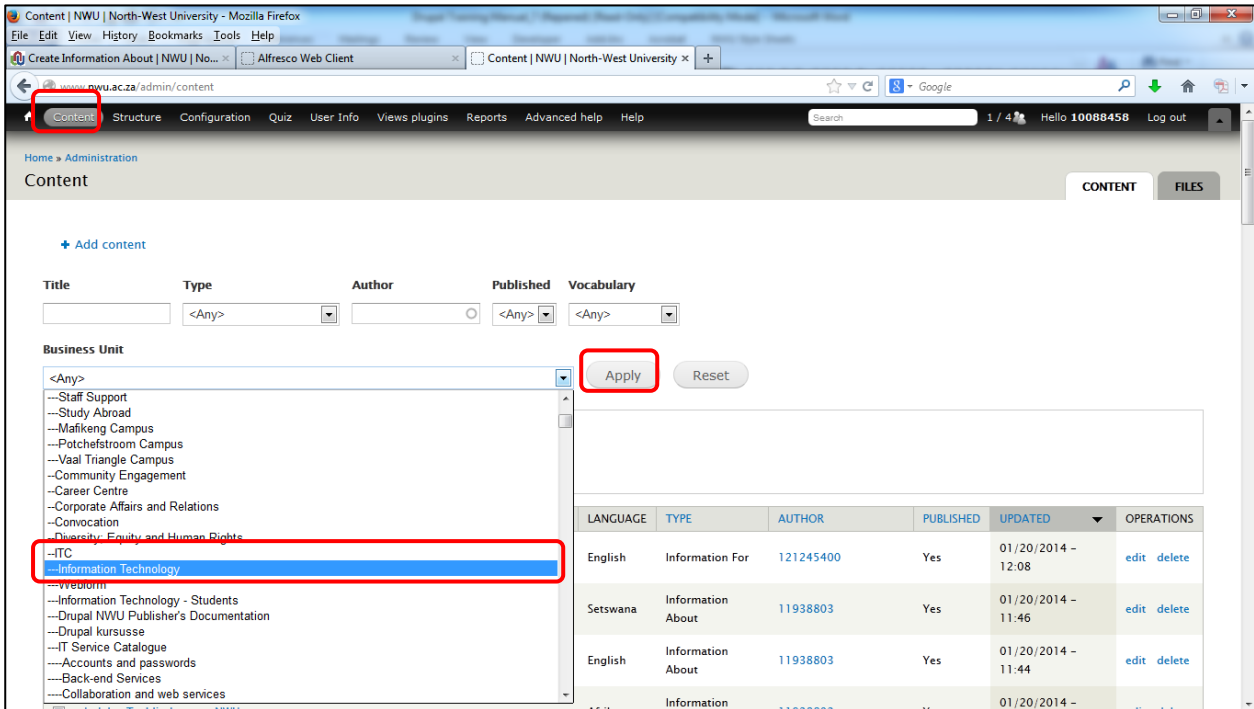 Content | NWU | North-West University - Mozilla Firefox
File Edit View History Bookmarks Tools Help
Create Information About | NWU | No... × Alfresco Web Client × Content | NWU | North-West University × +
www.nwu.ac.za/admin/content Google
Content Structure Configuration Quiz User Info Views plugins Reports Advanced help Help Search 1 / 4 Hello 10088458 Log out
Home » Administration
Content
CONTENT FILES
+ Add content
Title Type Author Published Vocabulary
<Any> <Any> <Any>
Business Unit
<Any> Apply Reset
---Staff Support
---Study Abroad
---Mafikeng Campus
---Potchefstroom Campus
---Vaal Triangle Campus
--Community Engagement
--Career Centre
--Corporate Affairs and Relations
--Convocation
--Diversity; Equity and Human Rights
--ITC
---Information Technology
---Webform
---Information Technology - Students
---Drupal NWU Publisher's Documentation
---Drupal kursusse
---IT Service Catalogue
----Accounts and passwords
----Back-end Services
----Collaboration and web services
LANGUAGE TYPE AUTHOR PUBLISHED UPDATED OPERATIONS
English Information For 121245400 Yes 01/20/2014 - 12:08 edit delete
Setswana Information About 11938803 Yes 01/20/2014 - 11:46 edit delete
English Information About 11938803 Yes 01/20/2014 - 11:44 edit delete
Information 01/20/2014 -